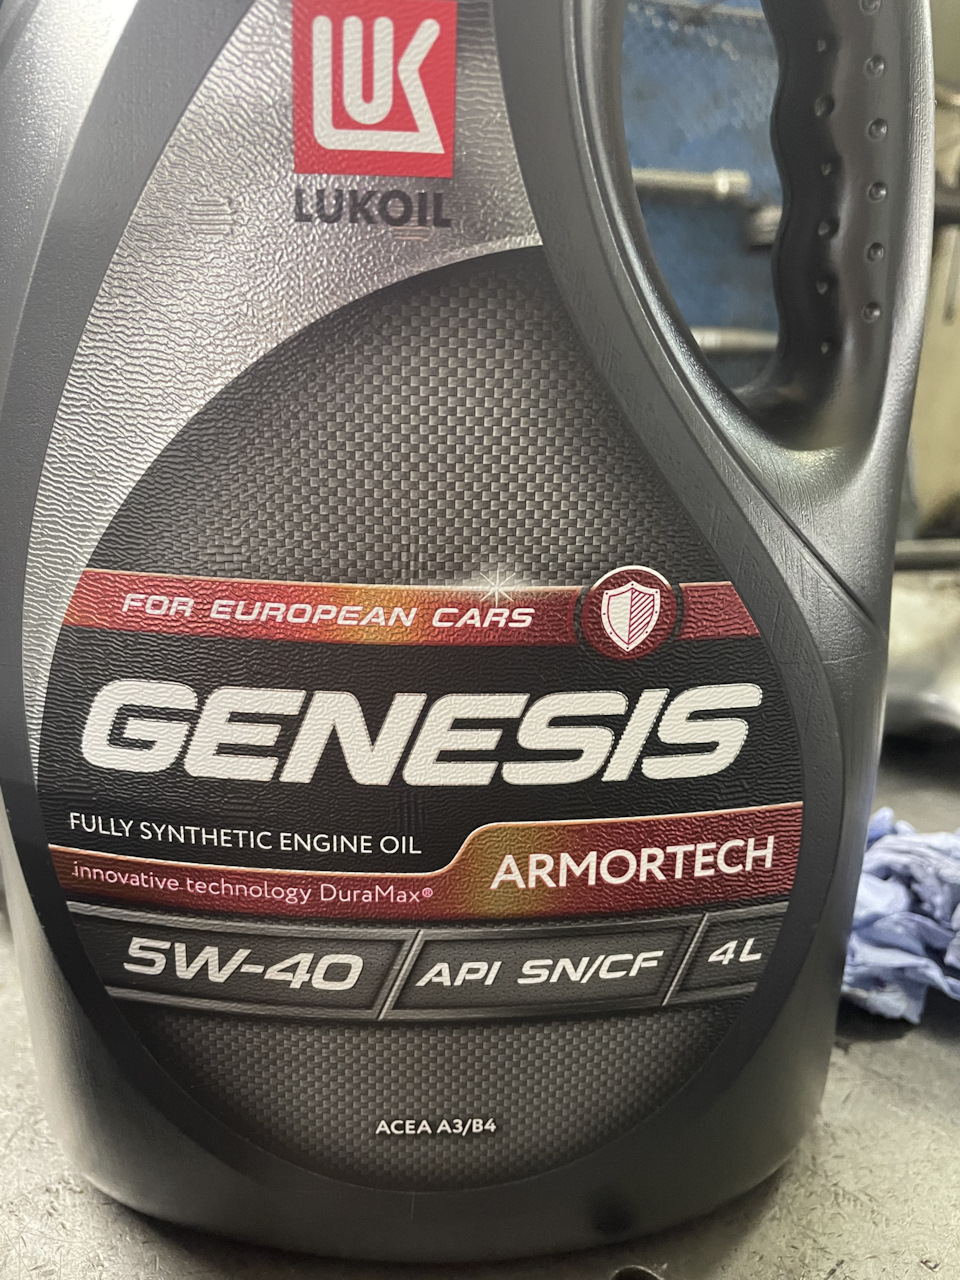 LUK
LUKOIL
FOR EUROPEAN CARS
GENESIS
FULLY SYNTHETIC ENGINE OIL
ARMORTECH
innovative technology DuraMax®
5W-40
API SN/CF
4L
ACEA A3/B4